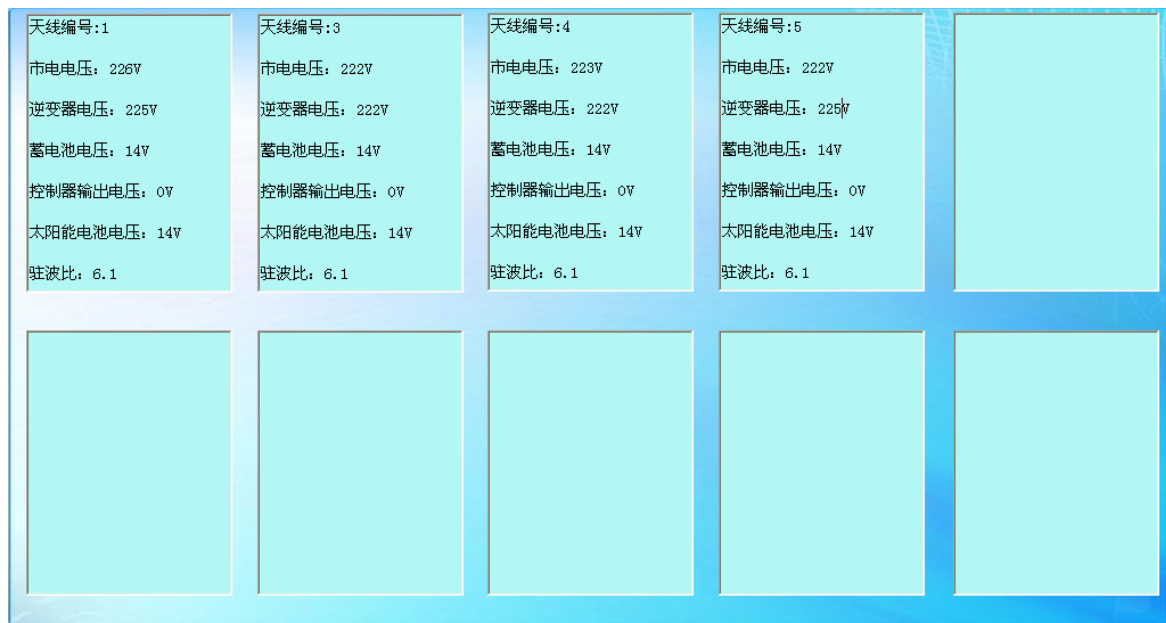 天线编号:1
市电电压：226V
逆变器电压：225V
蓄电池电压：14V
控制器输出电压：0V
太阳能电池电压：14V
驻波比：6.1
天线编号:3
市电电压：222V
逆变器电压：222V
蓄电池电压：14V
控制器输出电压：0V
太阳能电池电压：14V
驻波比：6.1
天线编号:4
市电电压：223V
逆变器电压：222V
蓄电池电压：14V
控制器输出电压：0V
太阳能电池电压：14V
驻波比：6.1
天线编号:5
市电电压：222V
逆变器电压：225V
蓄电池电压：14V
控制器输出电压：0V
太阳能电池电压：14V
驻波比：6.1